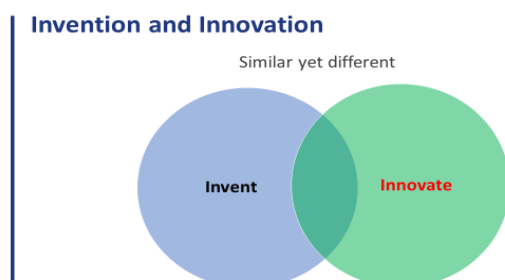 Invention and Innovation
Similar yet different
Invent
Innovate